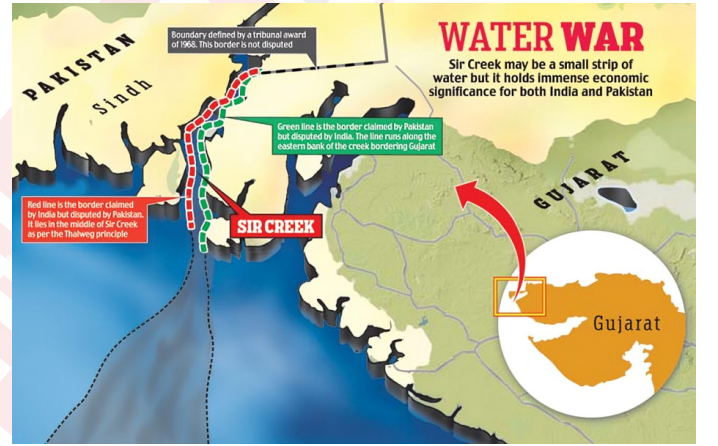 WATER WAR
Sir Creek may be a small strip of
water but it holds immense economic
significance for both India and Pakistan
Boundary defined by a tribunal award
of 1968. This border is not disputed
PAKISTAN
Sindh
Green line is the border claimed by Pakistan
but disputed by India. The line runs along the
eastern bank of the creek bordering Gujarat
GUJARAT
Red line is the border claimed
by India but disputed by Pakistan.
It lies in the middle of Sir Creek
as per the Thalweg principle
SIR CREEK
Gujarat